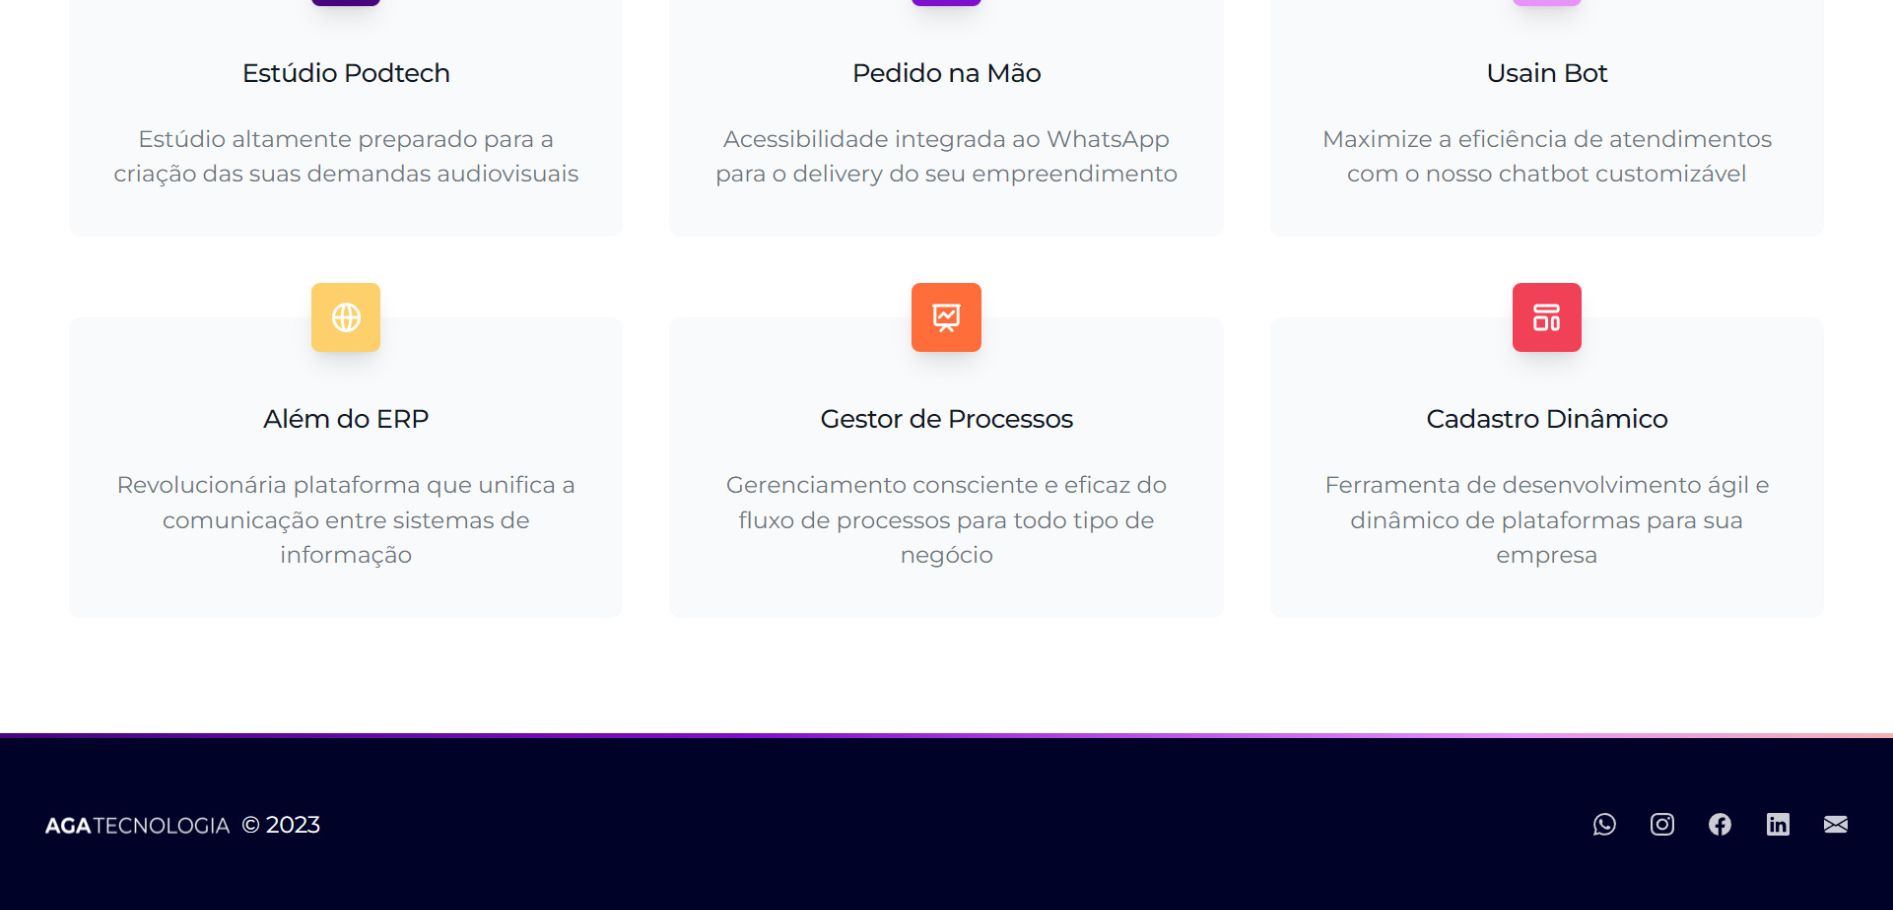 Estúdio Podtech
Estúdio altamente preparado para a
criação das suas demandas audiovisuais
Pedido na Mão
Acessibilidade integrada ao WhatsApp
para o delivery do seu empreendimento
Usain Bot
Maximize a eficiência de atendimentos
com o nosso chatbot customizável
Além do ERP
Revolucionária plataforma que unifica a
comunicação entre sistemas de
informação
Gestor de Processos
Gerenciamento consciente e eficaz do
fluxo de processos para todo tipo de
negócio
Cadastro Dinâmico
Ferramenta de desenvolvimento ágil e
dinâmico de plataformas para sua
empresa
AGATECNOLOGIA © 2023